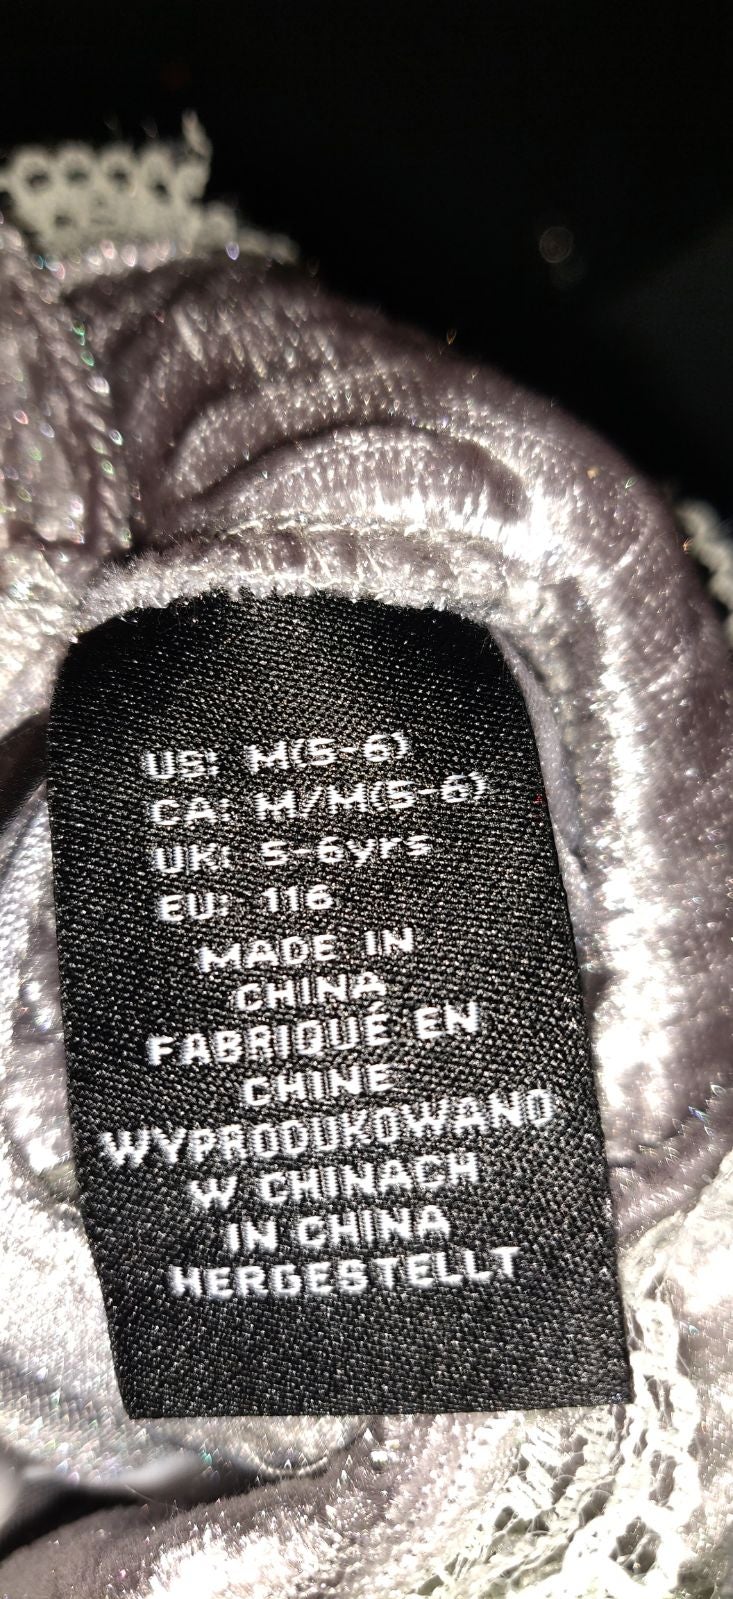 US: M(5-6)
CA: M/M(5-6)
UK: 5-6yrs
EU: 116
MADE IN
CHINA
FABRIQUÉ EN
CHINE
WYPRODUKOWANO
W CHINACH
IN CHINA
HERGESTELLT